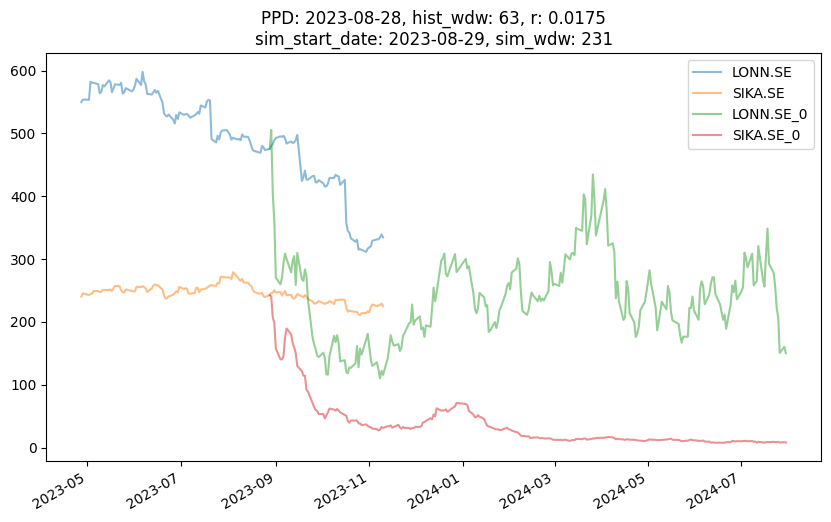 PPD: 2023-08-28, hist_wdw: 63, r: 0.0175
sim_start_date: 2023-08-29, sim_wdw: 231
LONN.SE
SIKA.SE
LONN.SE_0
SIKA.SE_0
600
500
400
300
200
100
0
2023-05
2023-07
2023-09
2023-11
2024-01
2024-03
2024-05
2024-07